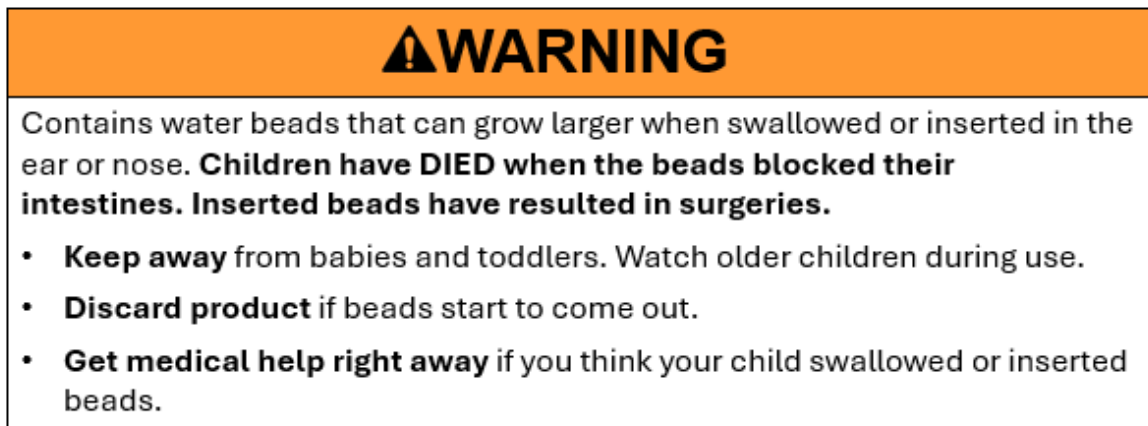 ⚠WARNING
Contains water beads that can grow larger when swallowed or inserted in the
ear or nose. Children have DIED when the beads blocked their
intestines. Inserted beads have resulted in surgeries.
• Keep away from babies and toddlers. Watch older children during use.
• Discard product if beads start to come out.
• Get medical help right away if you think your child swallowed or inserted
beads.